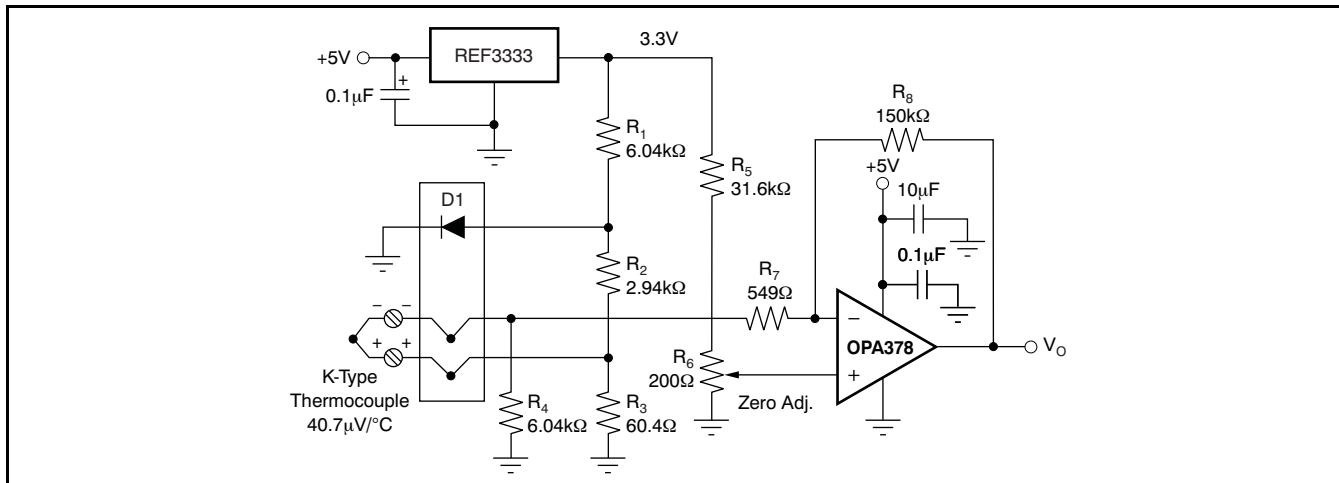 +5V
REF3333
3.3V
0.1µF
+
R1
6.04kΩ
R5
31.6kΩ
R8
150kΩ
+5V
10µF
0.1µF
D1
R2
2.94kΩ
R7
549Ω
− −
+ +
K-Type
Thermocouple
40.7µV/°C
R4
6.04kΩ
R3
60.4Ω
R6
200Ω
Zero Adj.
−
OPA378
+
VO